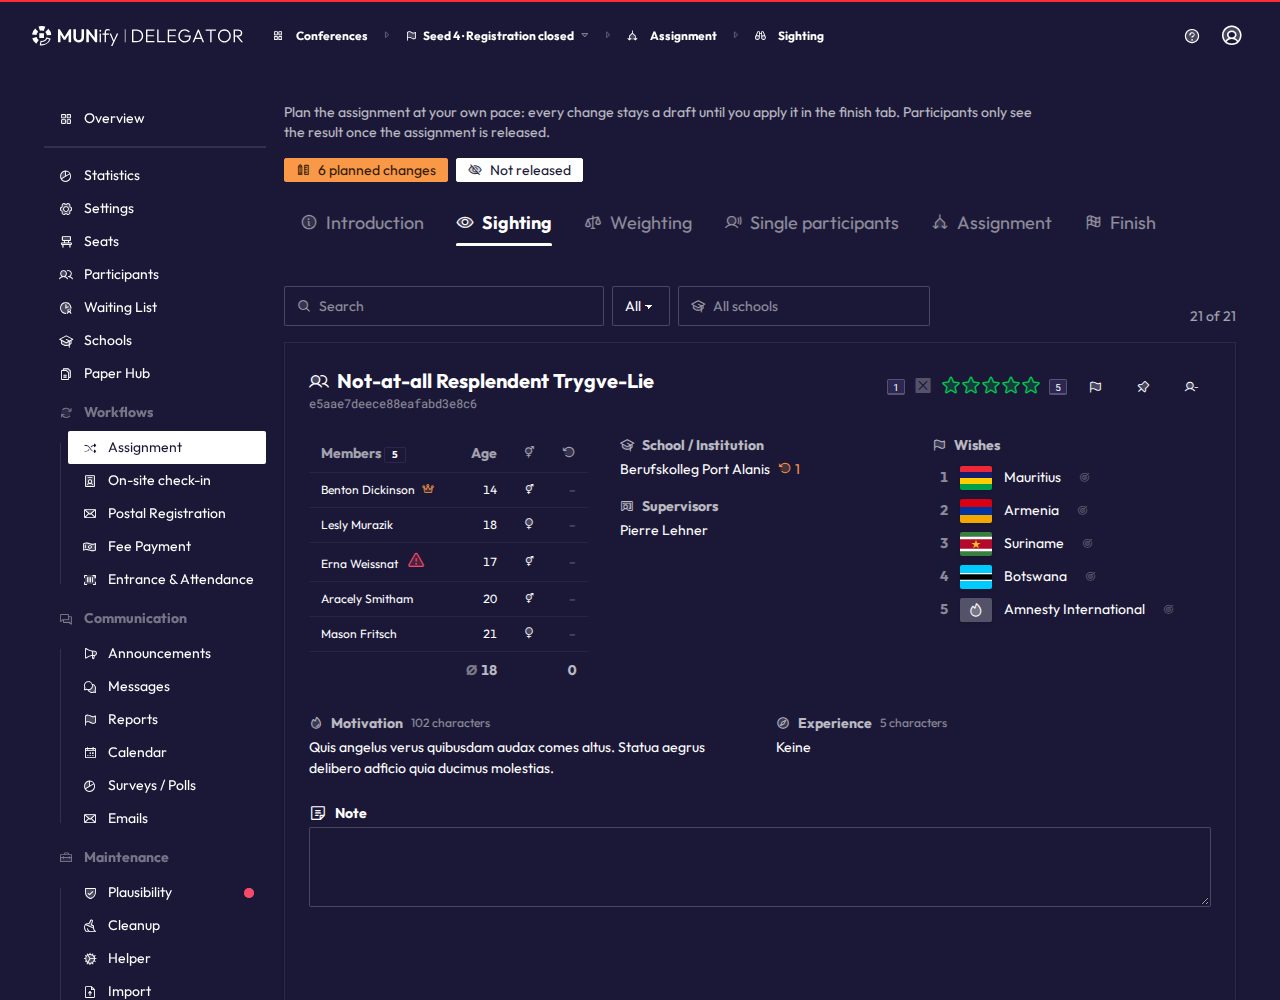 MUNify | DELEGATOR
Conferences
Seed 4 · Registration closed
Assignment
Sighting
Overview
Statistics
Settings
Seats
Participants
Waiting List
Schools
Paper Hub
Workflows
Assignment
On-site check-in
Postal Registration
Fee Payment
Entrance & Attendance
Communication
Announcements
Messages
Reports
Calendar
Surveys / Polls
Emails
Maintenance
Plausibility
Cleanup
Helper
Import
Plan the assignment at your own pace: every change stays a draft until you apply it in the finish tab. Participants only see
the result once the assignment is released.
6 planned changes
Not released
Introduction
Sighting
Weighting
Single participants
Assignment
Finish
Search
All
All schools
21 of 21
Not-at-all Resplendent Trygve-Lie
e5aae7deece88eafabd3e8c6
1
5
Members 5 Age
Benton Dickinson 14 –
Lesly Murazik 18 –
Erna Weissnat 17 –
Aracely Smitham 20 –
Mason Fritsch 21 –
Ø 18 0
School / Institution
Berufskolleg Port Alanis 1
Supervisors
Pierre Lehner
Wishes
1 Mauritius
2 Armenia
3 Suriname
4 Botswana
5 Amnesty International
Motivation 102 characters
Quis angelus verus quibusdam audax comes altus. Statua aegrus
delibero adficio quia ducimus molestias.
Experience 5 characters
Keine
Note